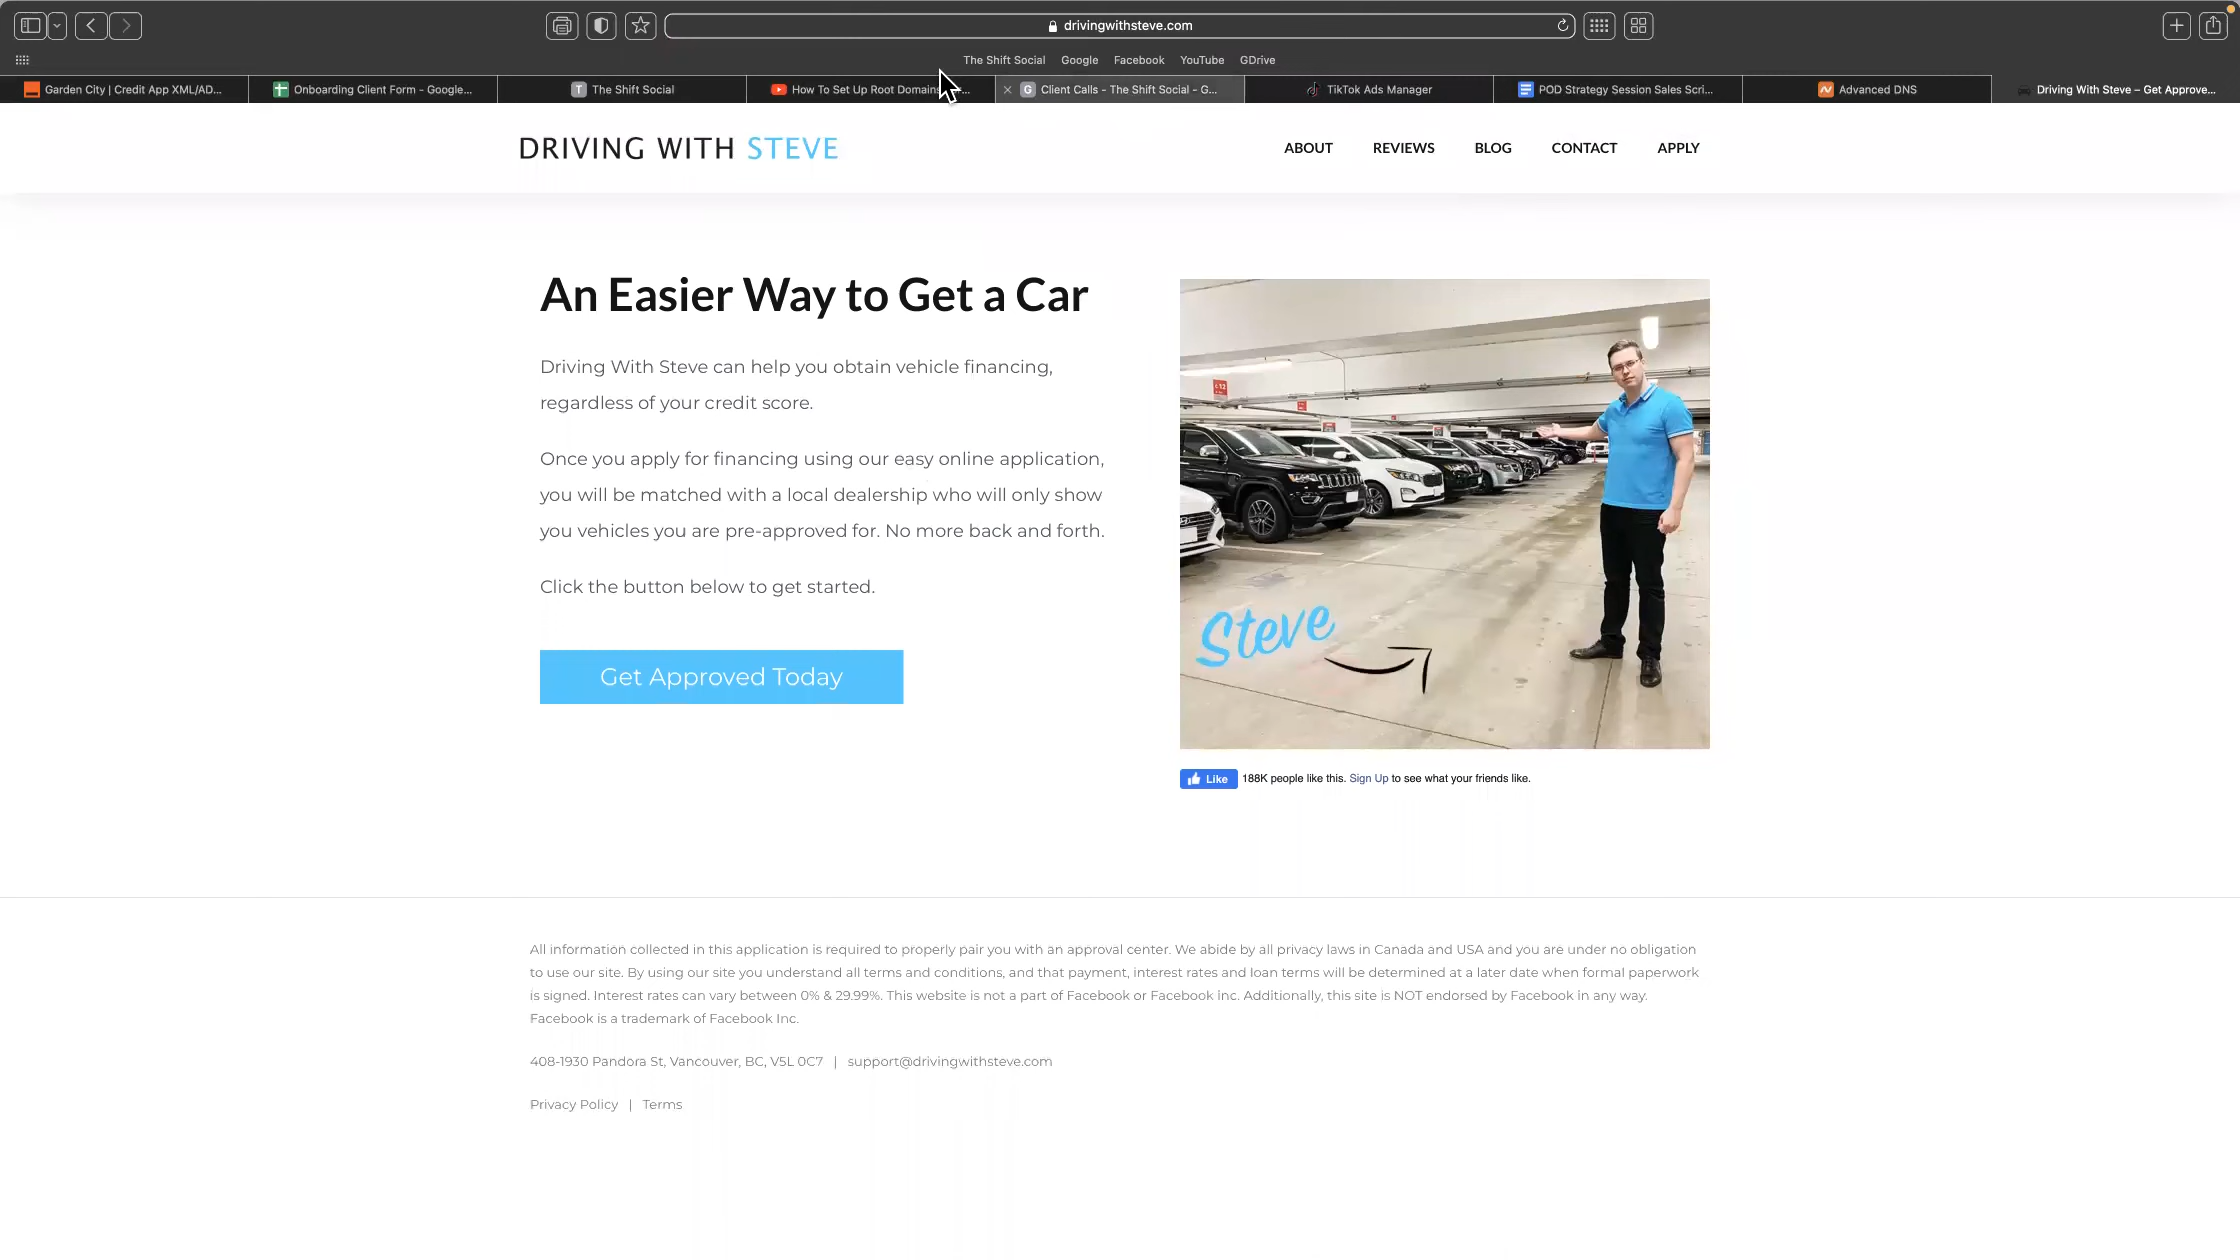 drivingwithsteve.com
The Shift Social Google Facebook YouTube GDrive
Garden City | Credit App XML/AD...
Onboarding Client Form - Google...
The Shift Social
How To Set Up Root Domain
Client Calls - The Shift Social - G...
TikTok Ads Manager
POD Strategy Session Sales Scri...
Advanced DNS
Driving With Steve – Get Approve...
DRIVING WITH STEVE
ABOUT REVIEWS BLOG CONTACT APPLY
An Easier Way to Get a Car
Driving With Steve can help you obtain vehicle financing,
regardless of your credit score.
Once you apply for financing using our easy online application,
you will be matched with a local dealership who will only show
you vehicles you are pre-approved for. No more back and forth.
Click the button below to get started.
Get Approved Today
Steve
Like 188K people like this. Sign Up to see what your friends like.
All information collected in this application is required to properly pair you with an approval center. We abide by all privacy laws in Canada and USA and you are under no obligation
to use our site. By using our site you understand all terms and conditions, and that payment, interest rates and loan terms will be determined at a later date when formal paperwork
is signed. Interest rates can vary between 0% & 29.99%. This website is not a part of Facebook or Facebook inc. Additionally, this site is NOT endorsed by Facebook in any way.
Facebook is a trademark of Facebook Inc.
408-1930 Pandora St, Vancouver, BC, V5L 0C7 | support@drivingwithsteve.com
Privacy Policy | Terms